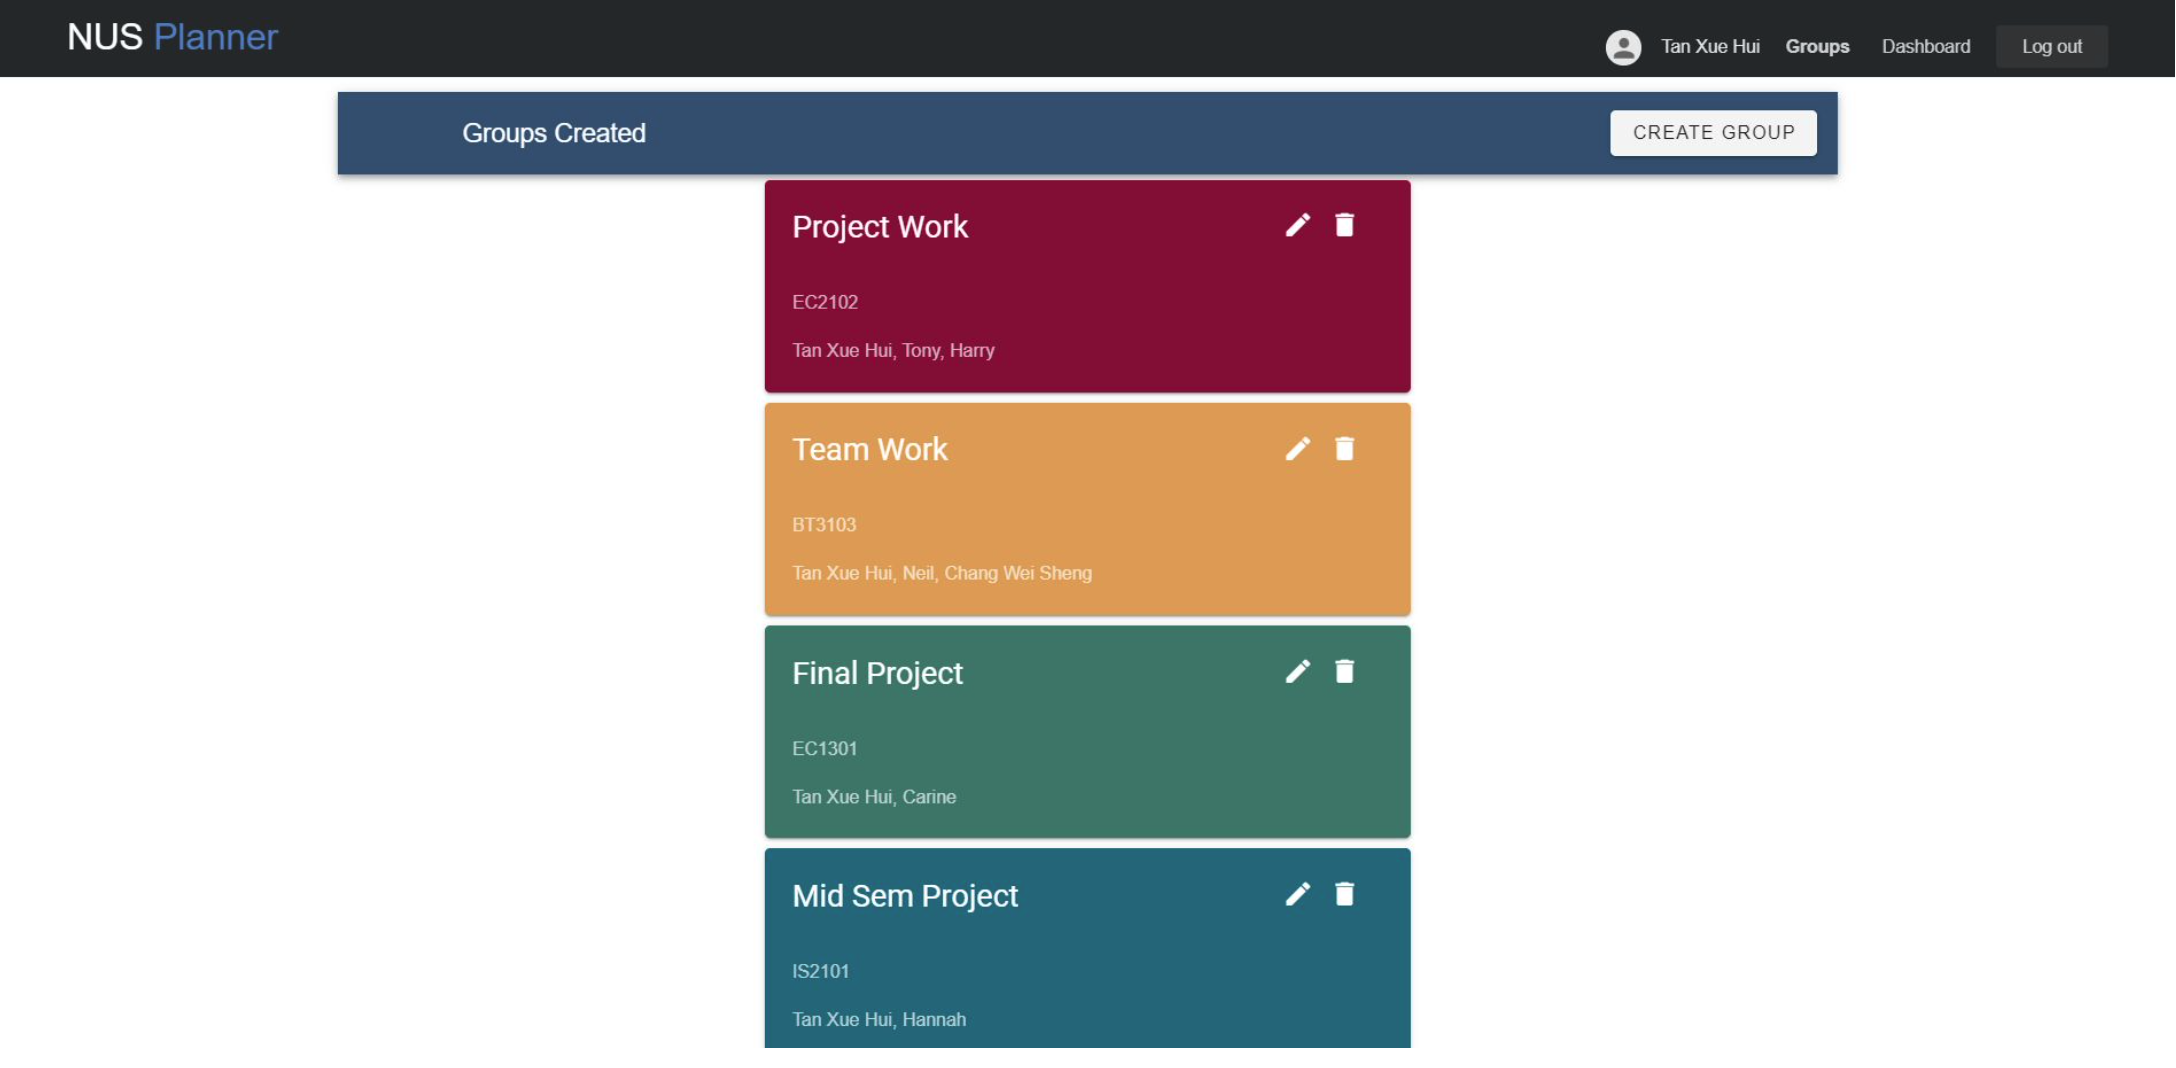 NUS Planner
Tan Xue Hui Groups Dashboard Log out
Groups Created CREATE GROUP
Project Work
EC2102
Tan Xue Hui, Tony, Harry
Team Work
BT3103
Tan Xue Hui, Neil, Chang Wei Sheng
Final Project
EC1301
Tan Xue Hui, Carine
Mid Sem Project
IS2101
Tan Xue Hui, Hannah